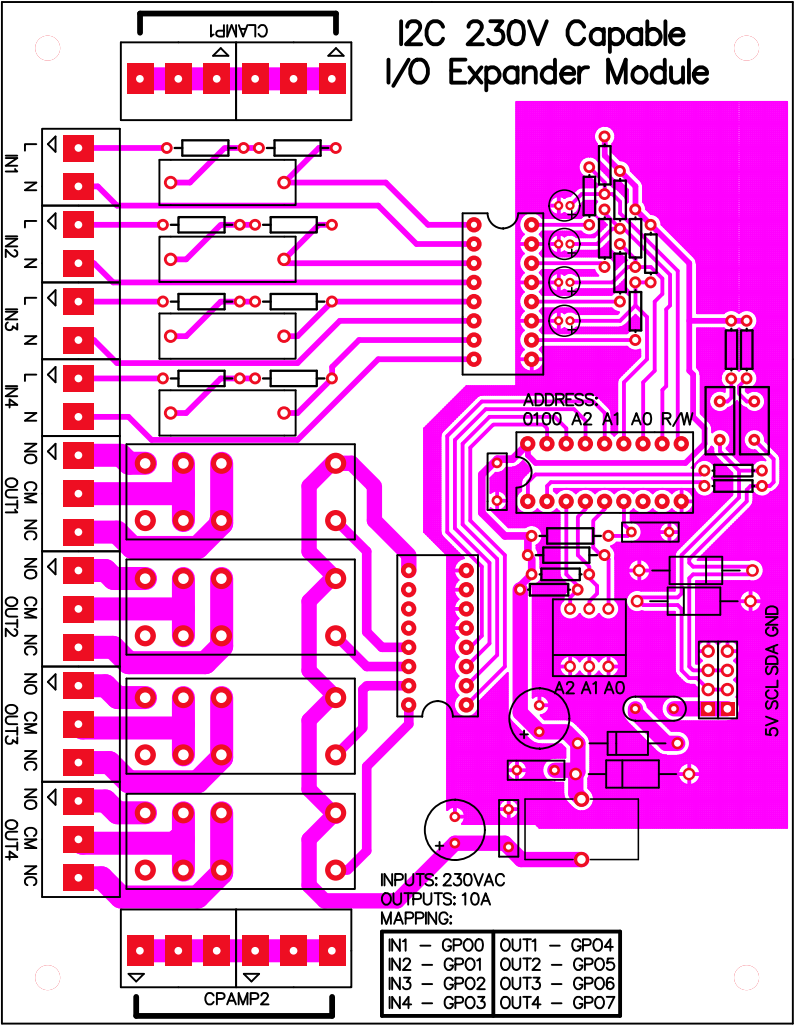 CLAMP1
I2C 230V Capable
I/O Expander Module
L
IN1
N
L
IN2
N
L
IN3
N
L
IN4
N
ADDRESS:
0100 A2 A1 A0 R/W
NO
OUT1
CM
NC
NO
OUT2
CM
NC
NO
OUT3
CM
NC
NO
OUT4
CM
NC
5V SCL SDA GND
A2 A1 A0
+
+
+
+
+
+
INPUTS: 230VAC
OUTPUTS: 10A
MAPPING:
IN1 – GPO0 OUT1 – GPO4
IN2 – GPO1 OUT2 – GPO5
IN3 – GPO2 OUT3 – GPO6
IN4 – GPO3 OUT4 – GPO7
CPAMP2